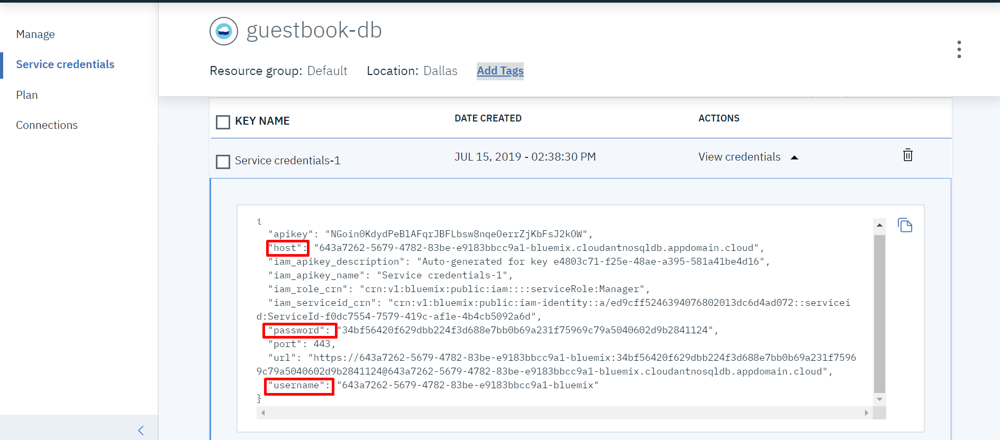 Manage
Service credentials
Plan
Connections
guestbook-db
Resource group: Default Location: Dallas Add Tags
KEY NAME DATE CREATED ACTIONS
Service credentials-1 JUL 15, 2019 - 02:38:30 PM View credentials
{
"apikey": "NGoin0KdydPeBlAFqrJBFLbsw8nqeOerrZjKbFsJ2kOW",
"host": "643a7262-5679-4782-83be-e9183bbcc9a1-bluemix.cloudantnosqldb.appdomain.cloud",
"iam_apikey_description": "Auto-generated for key e4803c71-f25e-48ae-a395-581a41be4d16",
"iam_apikey_name": "Service credentials-1",
"iam_role_crn": "crn:v1:bluemix:public:iam::::serviceRole:Manager",
"iam_serviceid_crn": "crn:v1:bluemix:public:iam-identity::a/ed9cff5246394076802013dc6d4ad072::servicei
d:ServiceId-f0dc7554-7579-419c-af1e-4b4cb5092a6d",
"password": "34bf56420f629dbb224f3d688e7bb0b69a231f75969c79a5040602d9b2841124",
"port": 443,
"url": "https://643a7262-5679-4782-83be-e9183bbcc9a1-bluemix:34bf56420f629dbb224f3d688e7bb0b69a231f7596
9c79a5040602d9b2841124@643a7262-5679-4782-83be-e9183bbcc9a1-bluemix.cloudantnosqldb.appdomain.cloud",
"username": "643a7262-5679-4782-83be-e9183bbcc9a1-bluemix"
}